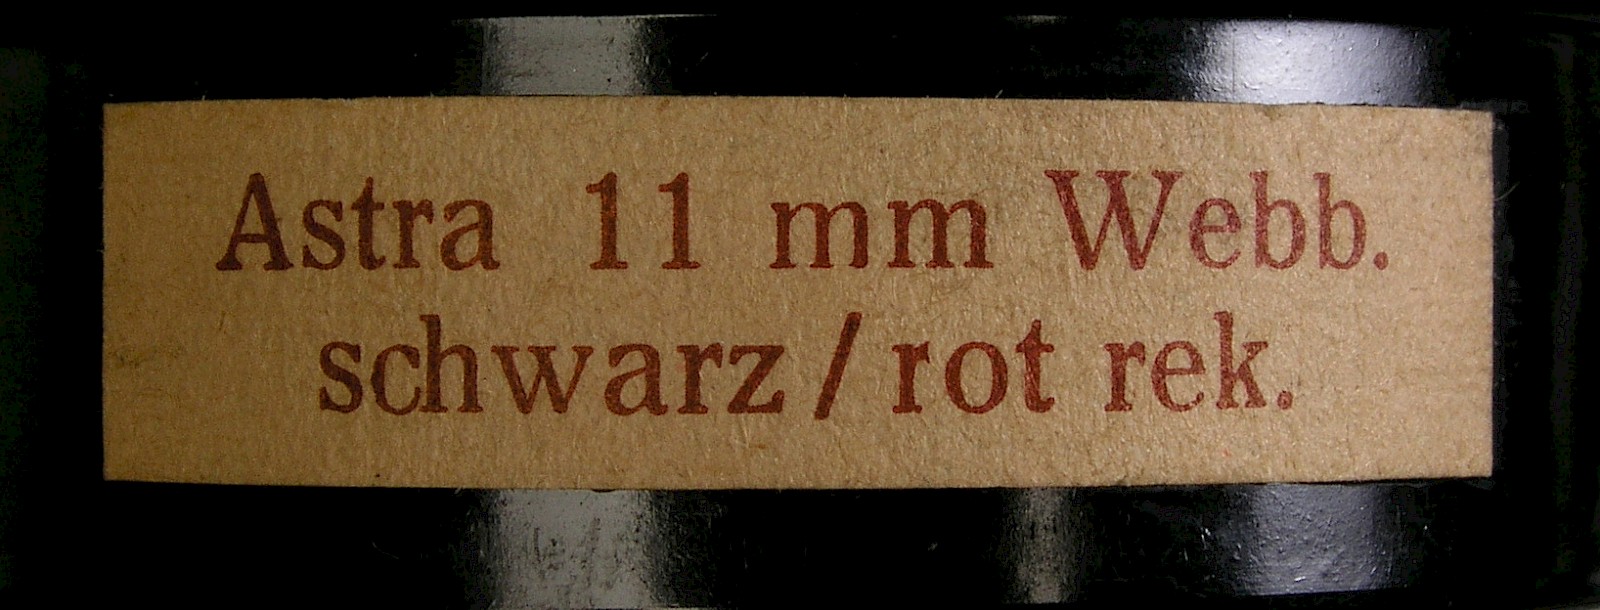 Astra 11 mm Webb.
schwarz / rot rek.